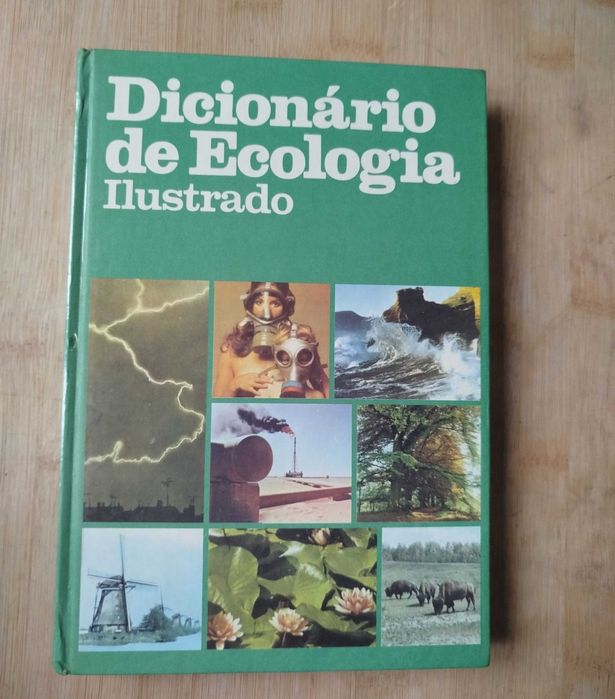 Dicionário
de Ecologia
Ilustrado